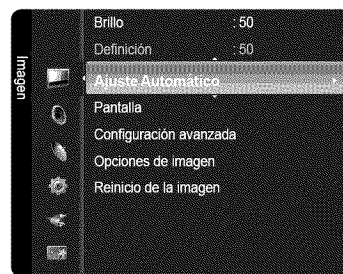 Imagen
Brillo : 50
Definición : 50
Ajuste Automático
Pantalla
Configuración avanzada
Opciones de imagen
Reinicio de la imagen